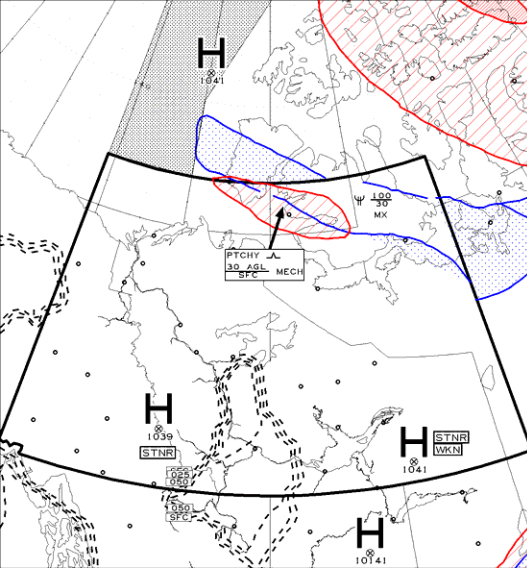 H
1041
100
30
MX
PTCHY
30 AGL
SFC
MECH
H
1039
STNR
H
1041
STNR
WKN
025
050
050
SFC
H
10141